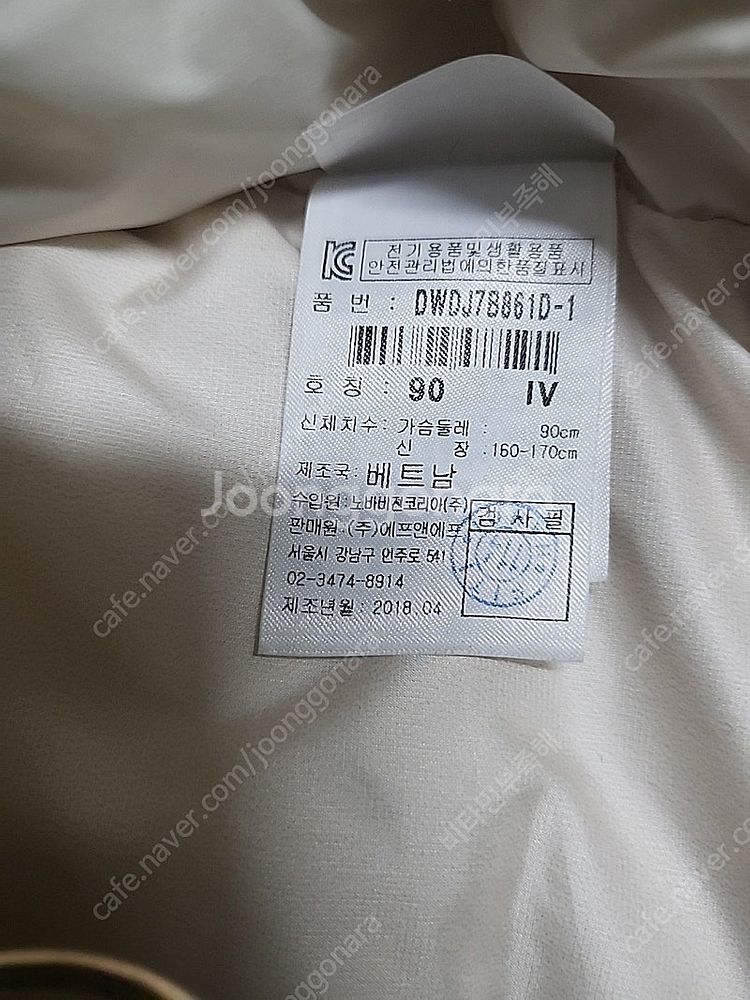 전기용품및생활용품
안전관리법에의한품질표시
품 번 : DWDJ7B861D-1
호 칭 : 90 IV
신체치수 : 가슴둘레 : 90cm
신 장 : 160-170cm
제조국 : 베트남
수입원 : 노바비전코리아(주)
판매원 (주)에프앤에프
검사필
서울시 강남구 언주로 541
02-3474-8914
제조년월 : 2018.04
Joonggonara
cafe.naver.com/joonggonara